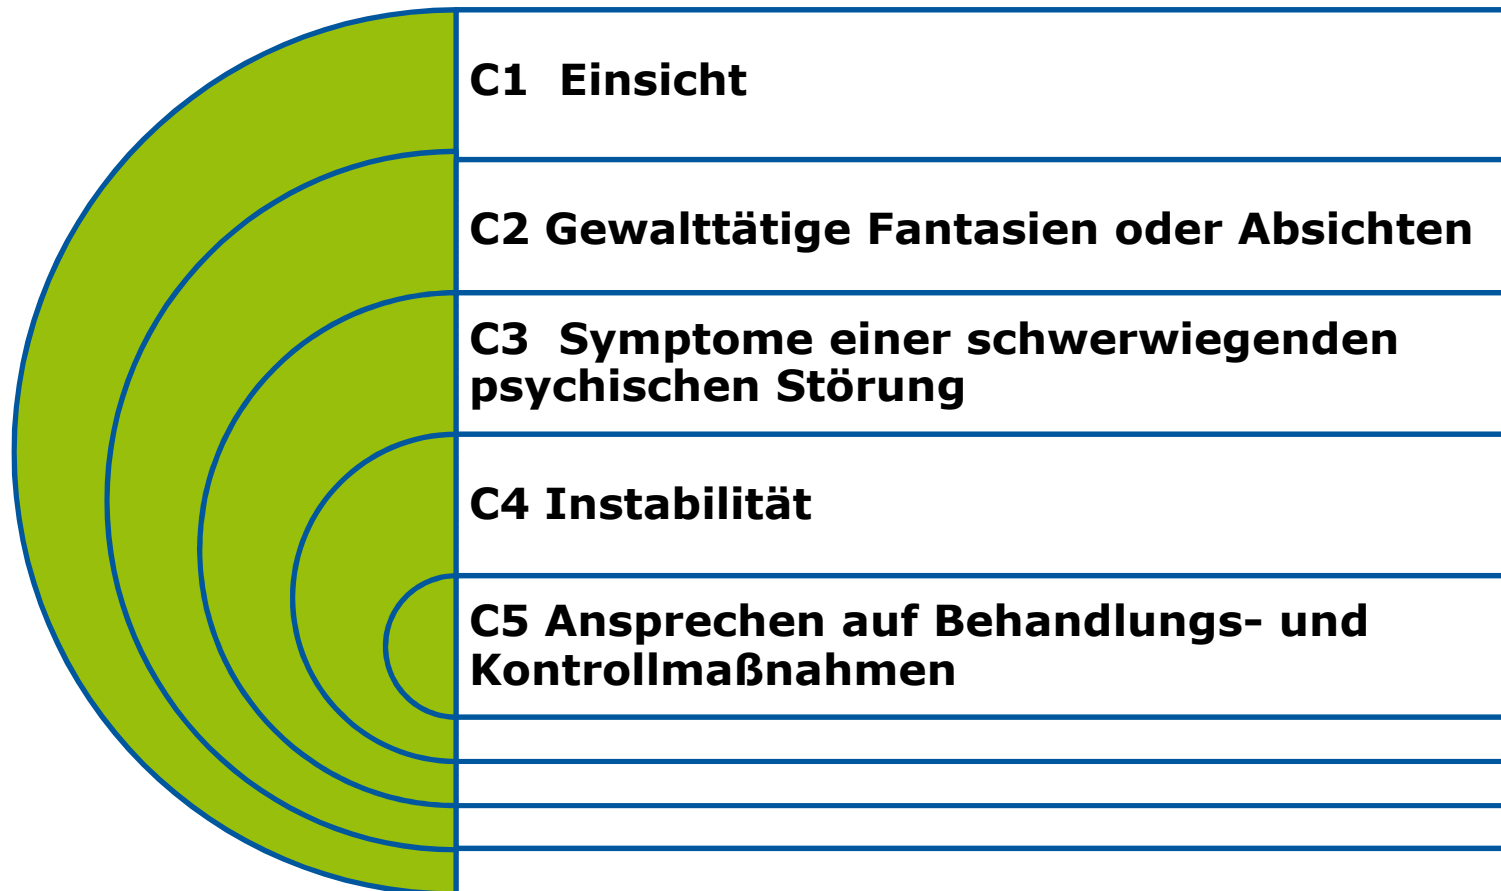 C1  Einsicht
C2 Gewalttätige Fantasien oder Absichten
C3  Symptome einer schwerwiegenden
psychischen Störung
C4 Instabilität
C5 Ansprechen auf Behandlungs- und
Kontrollmaßnahmen